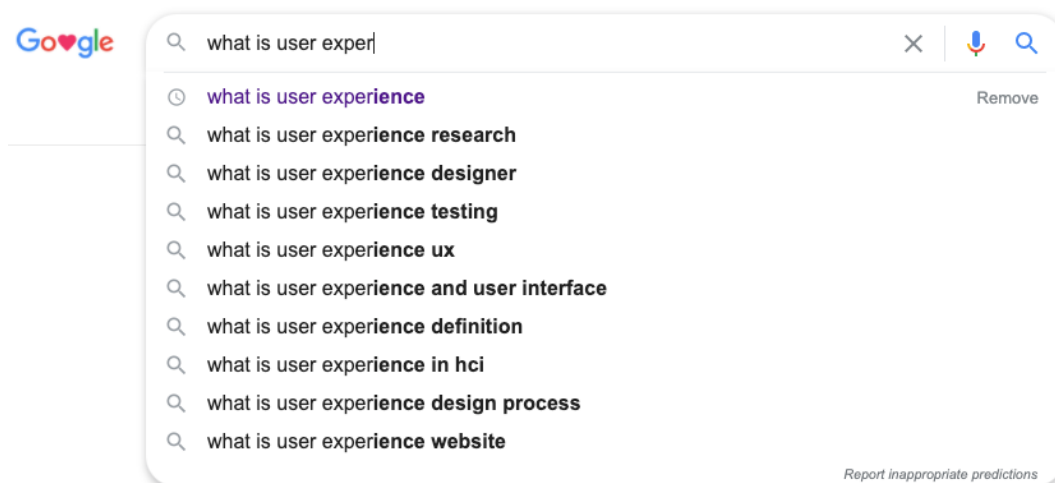 Google
what is user exper
what is user experience
Remove
what is user experience research
what is user experience designer
what is user experience testing
what is user experience ux
what is user experience and user interface
what is user experience definition
what is user experience in hci
what is user experience design process
what is user experience website
Report inappropriate predictions